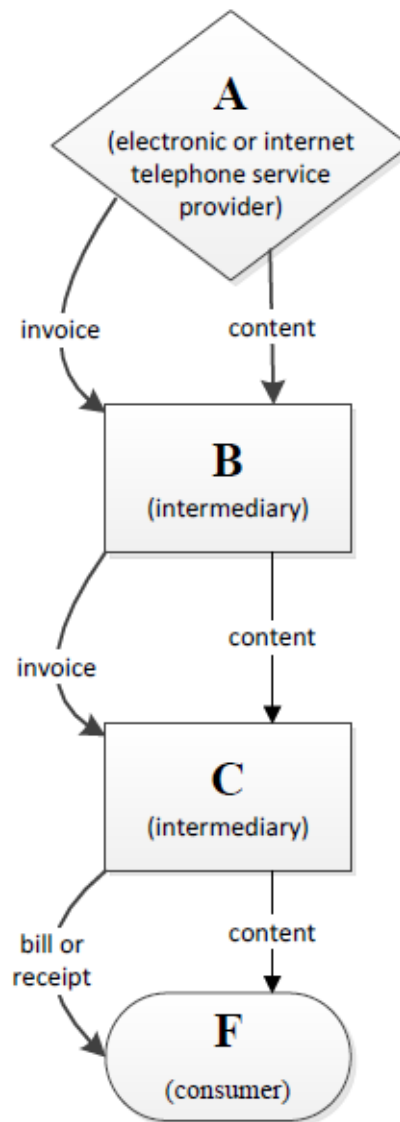 A
(electronic or internet
telephone service
provider)
invoice
content
B
(intermediary)
invoice
content
C
(intermediary)
bill or
receipt
content
F
(consumer)